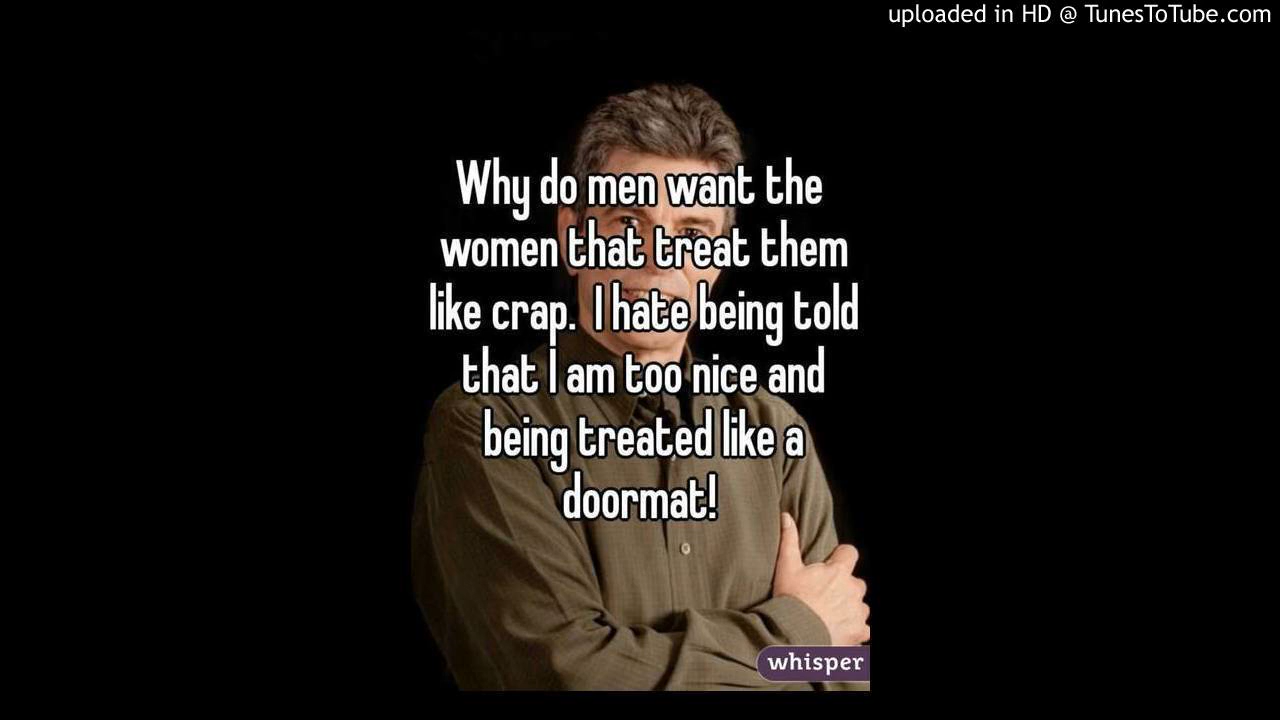 uploaded in HD @ TunesToTube.com
Why do men want the
women that treat them
like crap.  I hate being told
that I am too nice and
being treated like a
doormat!
whisper